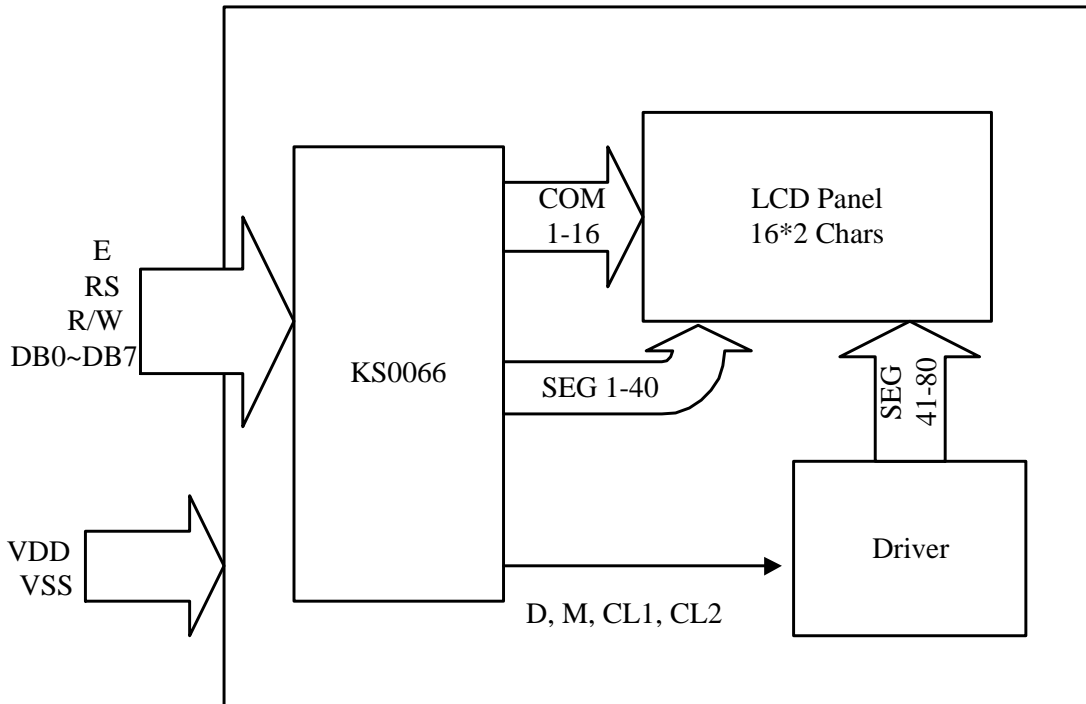 E
RS
R/W
DB0~DB7
VDD
VSS
KS0066
COM
1-16
SEG 1-40
D, M, CL1, CL2
LCD Panel
16*2 Chars
SEG
41-80
Driver